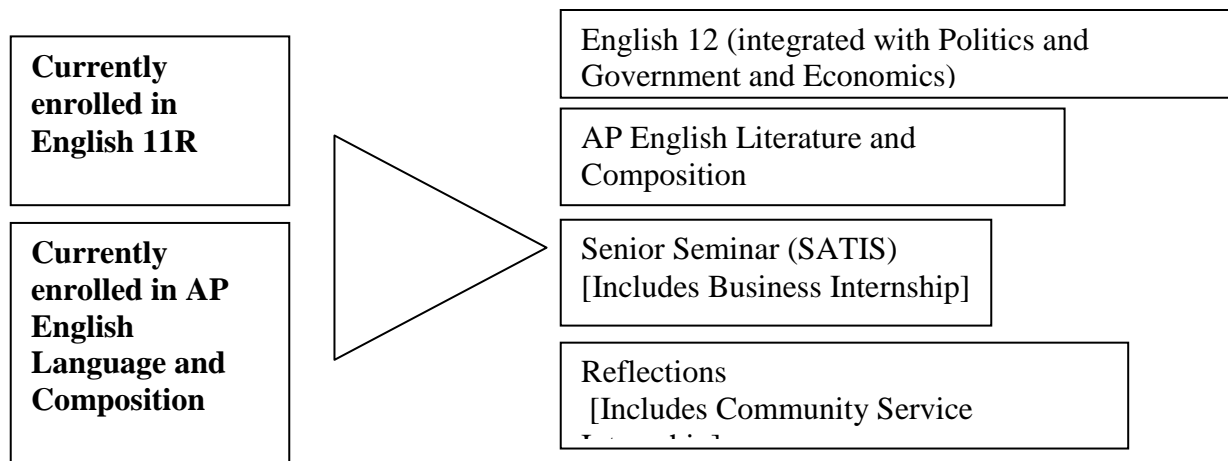 Currently
enrolled in
English 11R
Currently
enrolled in AP
English
Language and
Composition
English 12 (integrated with Politics and
Government and Economics)
AP English Literature and
Composition
Senior Seminar (SATIS)
[Includes Business Internship]
Reflections
[Includes Community Service